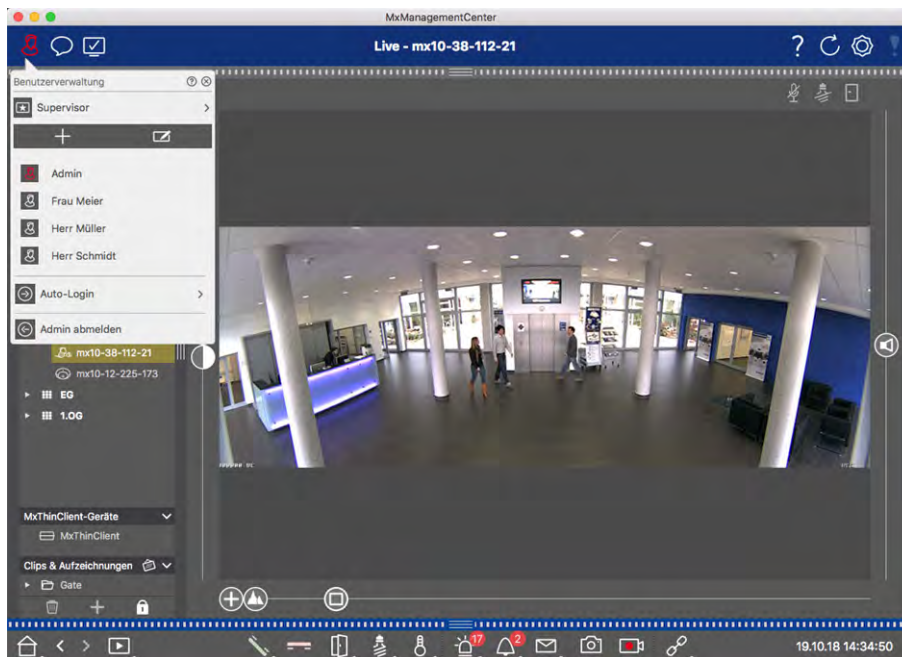 MxManagementCenter
Live - mx10-38-112-21
?
Benutzerverwaltung
Supervisor
Admin
Frau Meier
Herr Müller
Herr Schmidt
Auto-Login
Admin abmelden
mx10-38-112-21
mx10-12-225-173
EG
1.OG
MxThinClient-Geräte
MxThinClient
Clips & Aufzeichnungen
Gate
17
2
19.10.18 14:34:50